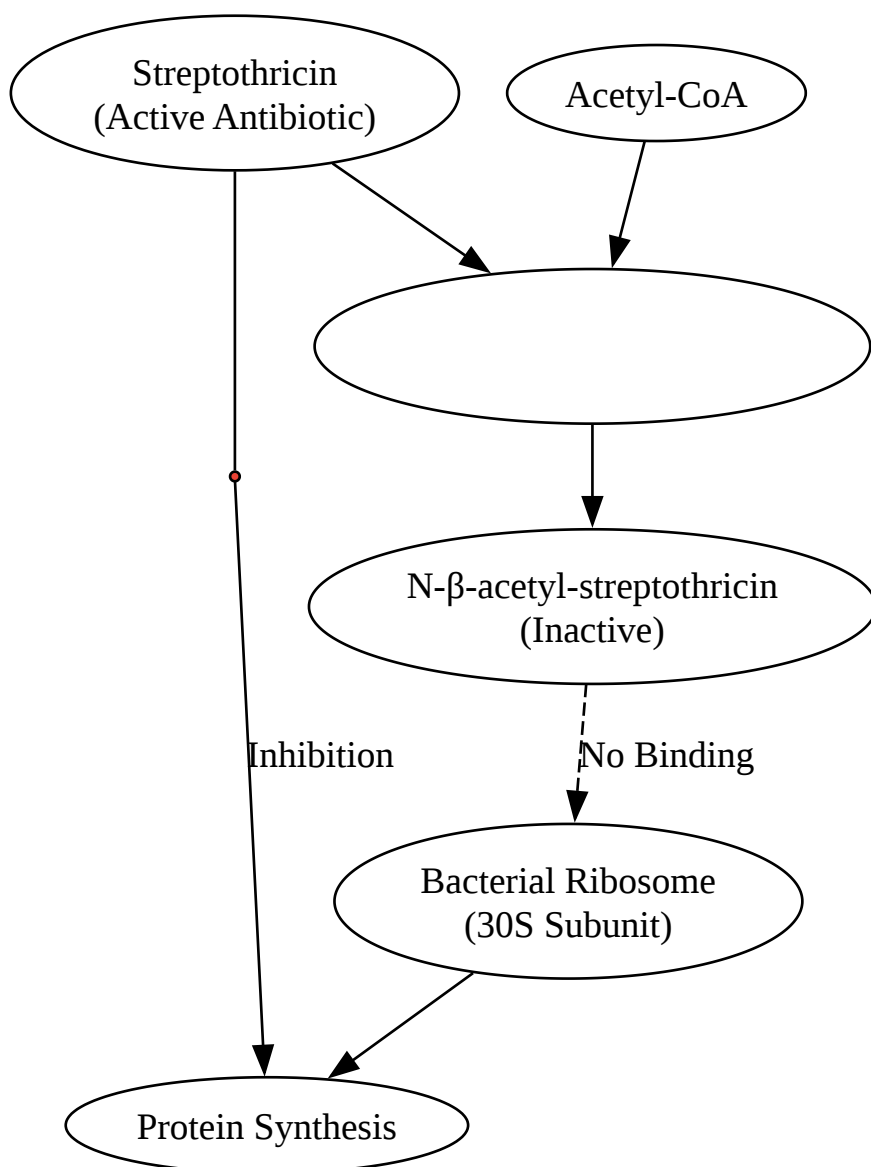 Streptothricin
(Active Antibiotic)
Acetyl-CoA
N-β-acetyl-streptothricin
(Inactive)
Inhibition
No Binding
Bacterial Ribosome
(30S Subunit)
Protein Synthesis